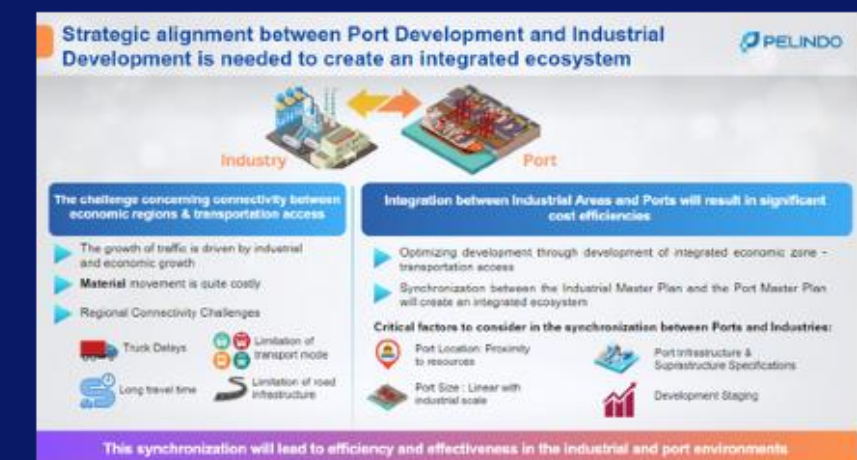 Strategic alignment between Port Development and Industrial
Development is needed to create an integrated ecosystem
PELINDO
Industry
Port
The challenge concerning connectivity between
economic regions & transportation access
The growth of traffic is driven by industrial
and economic growth
Material movement is quite costly
Regional Connectivity Challenges
Truck Delays
Limitation of
transport mode
Long travel time
Limitation of road
infrastructure
Integration between Industrial Areas and Ports will result in significant
cost efficiencies
Optimizing development through development of integrated economic zone -
transportation access
Synchronization between the Industrial Master Plan and the Port Master Plan
will create an integrated ecosystem
Critical factors to consider in the synchronization between Ports and Industries:
Port Location: Proximity
to resources
Port Infrastructure &
Suprastructure Specifications
Port Size : Linear with
industrial scale
Development Staging
This synchronization will lead to efficiency and effectiveness in the industrial and port environments